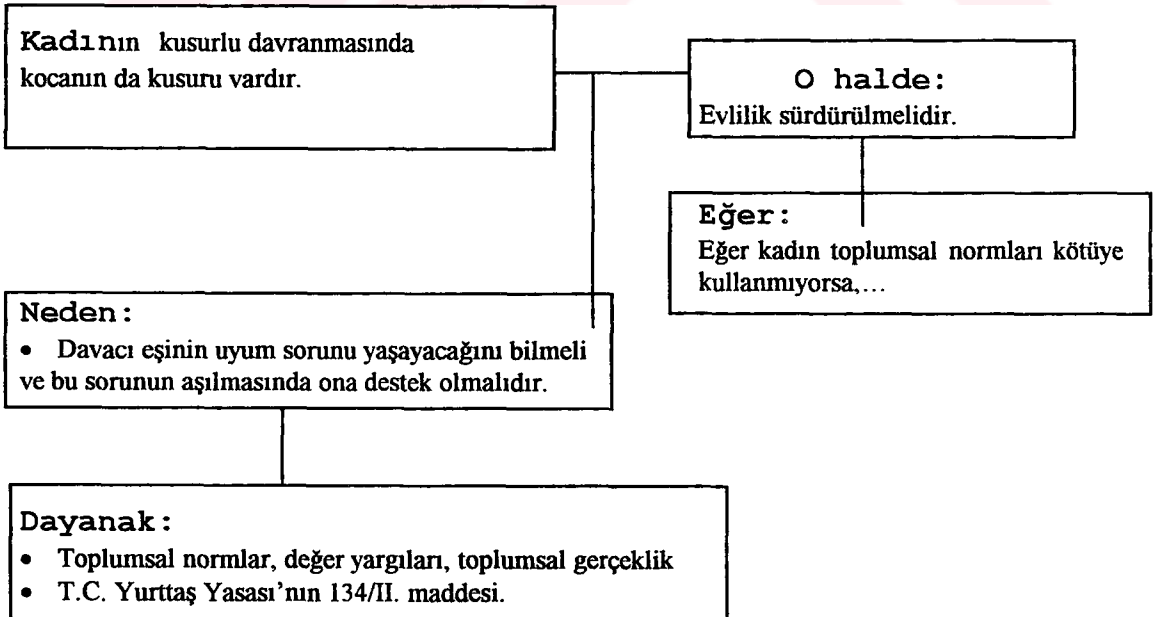 Kadının kusurlu davranmasında
kocanın da kusuru vardır.
O halde:
Evlilik sürdürülmelidir.
Eğer:
Eğer kadın toplumsal normları kötüye
kullanmıyorsa,...
Neden:
• Davacı eşinin uyum sorunu yaşayacağını bilmeli
ve bu sorunun aşılmasında ona destek olmalıdır.
Dayanak:
• Toplumsal normlar, değer yargıları, toplumsal gerçeklik
• T.C. Yurttaş Yasası'nın 134/II. maddesi.